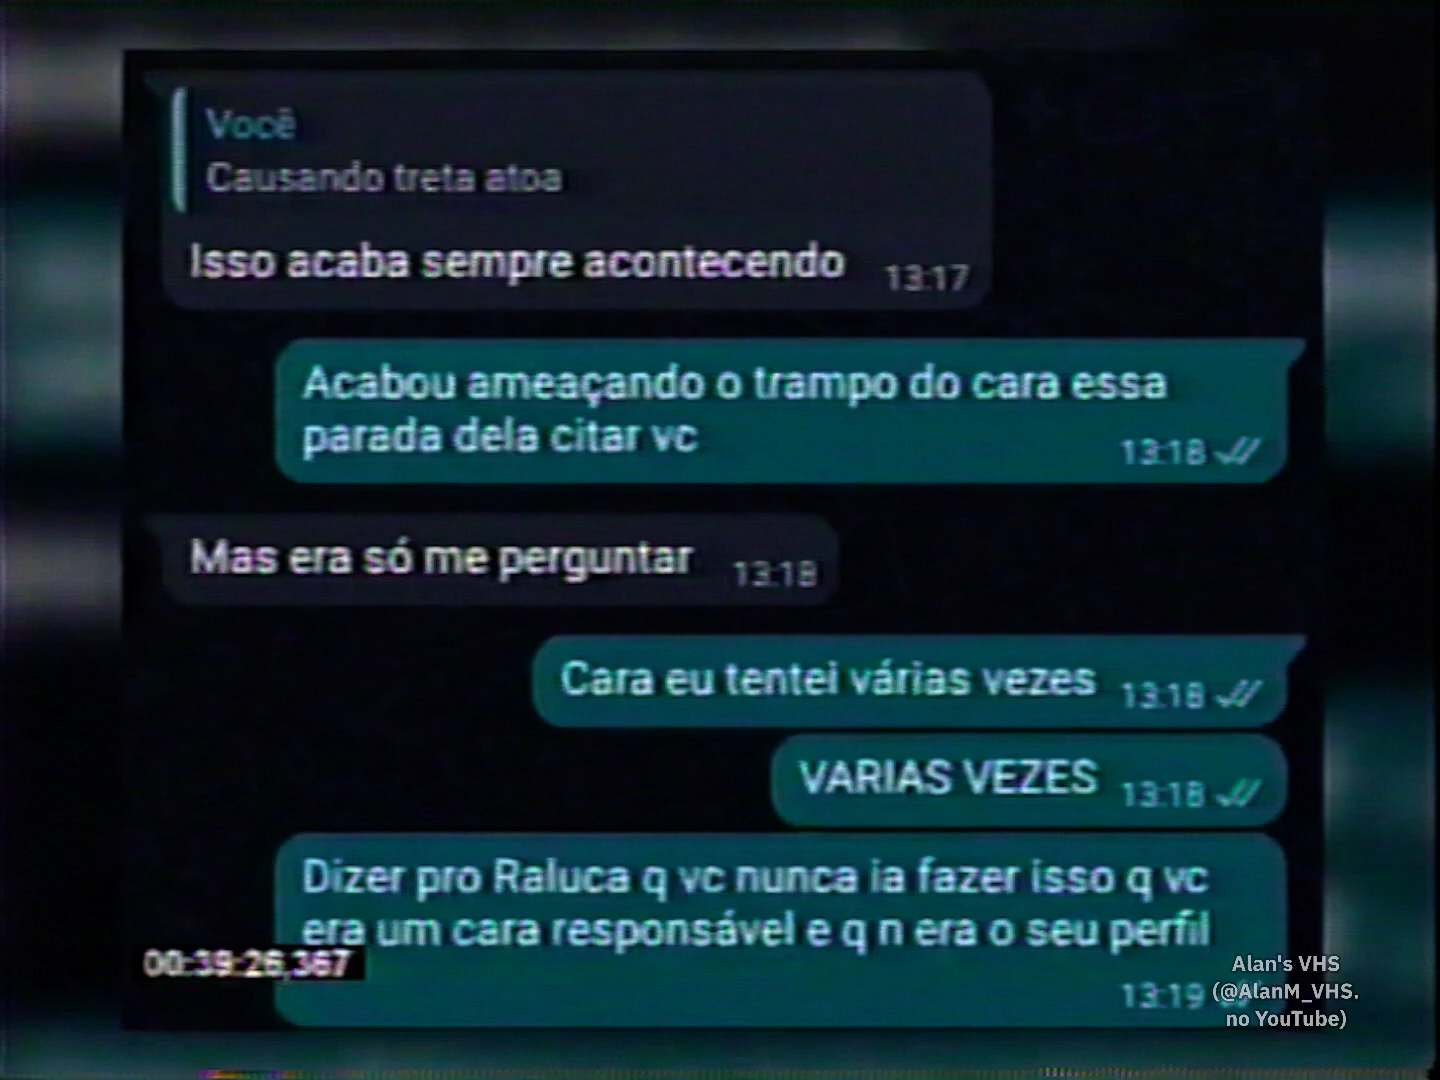 Você
Causando treta atoa
Isso acaba sempre acontecendo
13:17
Acabou ameaçando o trampo do cara essa
parada dela citar vc
13:18
Mas era só me perguntar
13:18
Cara eu tentei várias vezes
13:18
VARIAS VEZES
13:18
Dizer pro Raluca q vc nunca ia fazer isso q vc
era um cara responsável e q n era o seu perfil
13:19
00:39:26,367
Alan's VHS
(@AlanM_VHS.
no YouTube)